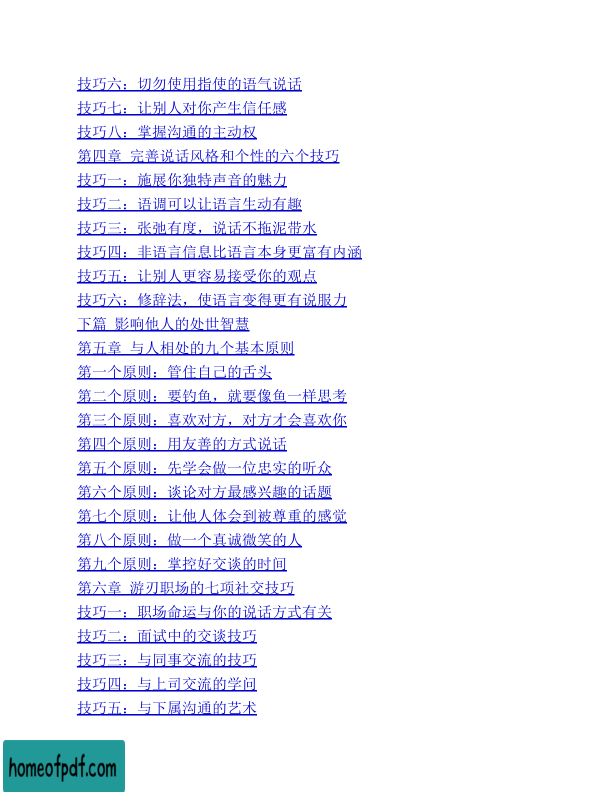 技巧六：切勿使用指使的语气说话
技巧七：让别人对你产生信任感
技巧八：掌握沟通的主动权
第四章 完善说话风格和个性的六个技巧
技巧一：施展你独特声音的魅力
技巧二：语调可以让语言生动有趣
技巧三：张弛有度，说话不拖泥带水
技巧四：非语言信息比语言本身更富有内涵
技巧五：让别人更容易接受你的观点
技巧六：修辞法，使语言变得更有说服力
下篇 影响他人的处世智慧
第五章 与人相处的九个基本原则
第一个原则：管住自己的舌头
第二个原则：要钓鱼，就要像鱼一样思考
第三个原则：喜欢对方，对方才会喜欢你
第四个原则：用友善的方式说话
第五个原则：先学会做一位忠实的听众
第六个原则：谈论对方最感兴趣的话题
第七个原则：让他人体会到被尊重的感觉
第八个原则：做一个真诚微笑的人
第九个原则：掌控好交谈的时间
第六章 游刃职场的七项社交技巧
技巧一：职场命运与你的说话方式有关
技巧二：面试中的交谈技巧
技巧三：与同事交流的技巧
技巧四：与上司交流的学问
技巧五：与下属沟通的艺术
homeofpdf.com